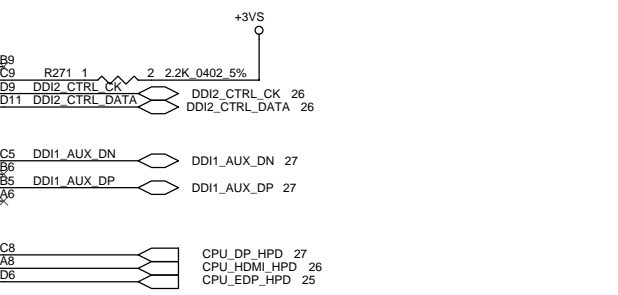 +3VS
B9
C9 R271 1 2 2.2K_0402_5%
D9 DDI2_CTRL_CK DDI2_CTRL_CK 26
D11 DDI2_CTRL_DATA DDI2_CTRL_DATA 26
C5 DDI1_AUX_DN DDI1_AUX_DN 27
B6
B5 DDI1_AUX_DP DDI1_AUX_DP 27
A6
C8 CPU_DP_HPD 27
A8 CPU_HDMI_HPD 26
D6 CPU_EDP_HPD 25